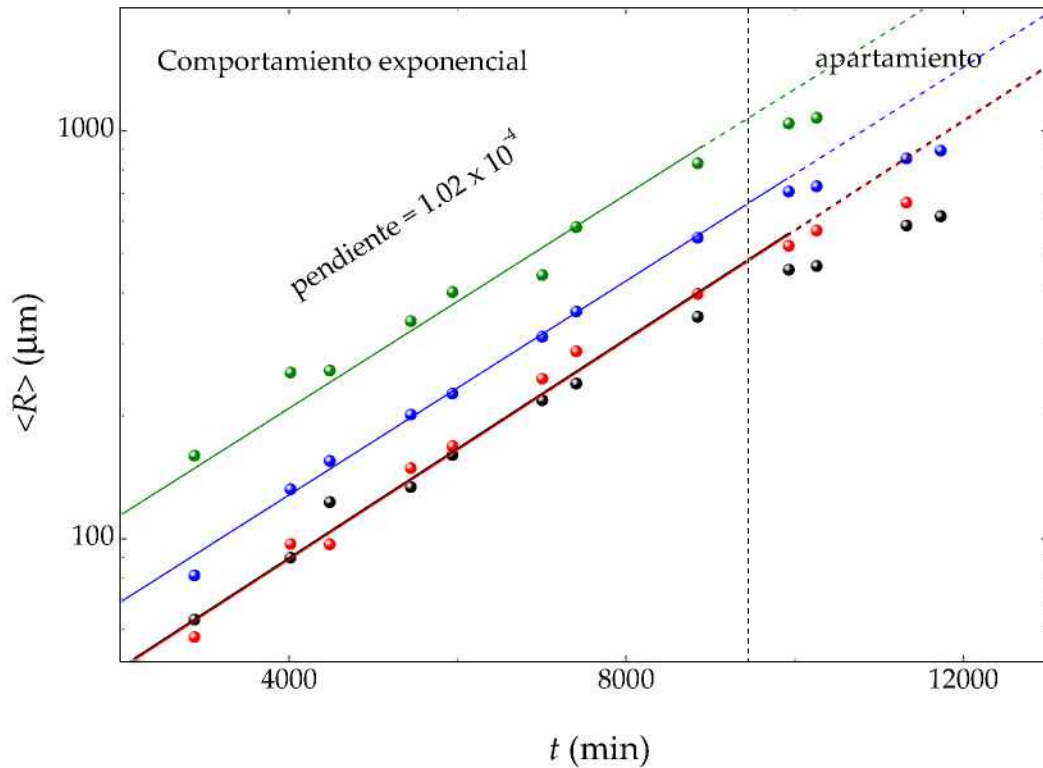 Comportamiento exponencial
apartamiento
1000
pendiente = 1.02 x 10⁻⁴
<R> (µm)
100
4000
8000
12000
t (min)